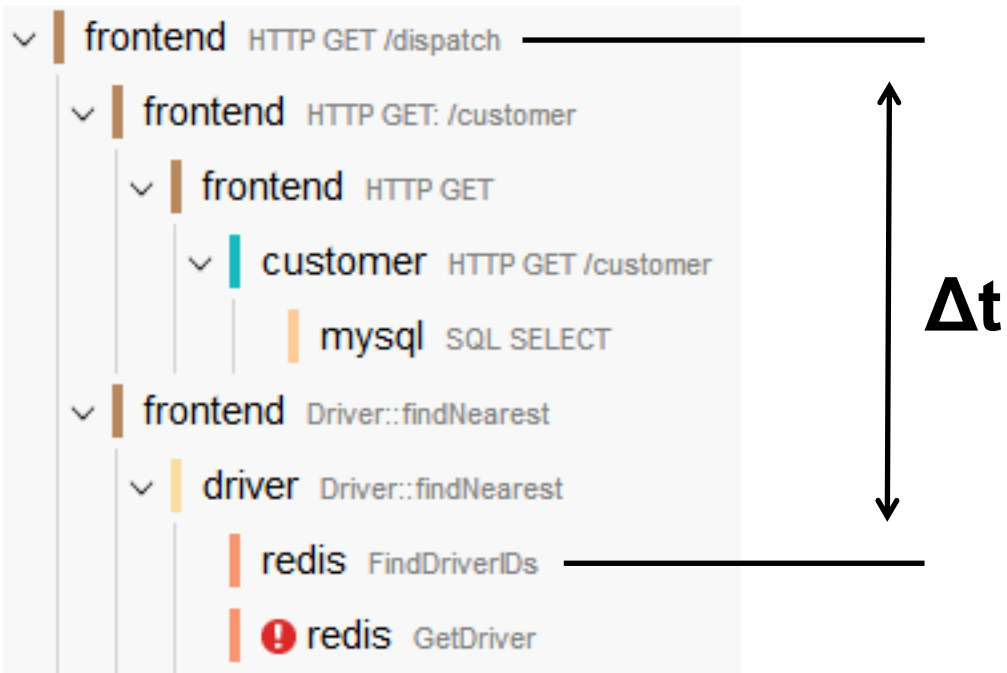 frontend HTTP GET /dispatch
frontend HTTP GET: /customer
frontend HTTP GET
customer HTTP GET /customer
mysql SQL SELECT
frontend Driver::findNearest
driver Driver::findNearest
redis FindDriverIDs
redis GetDriver
Δt